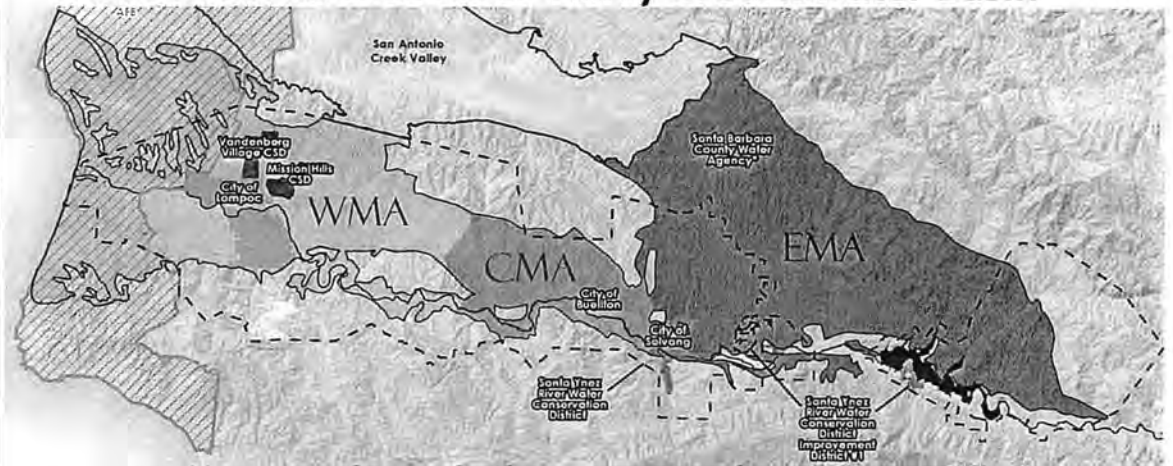 AFB
San Antonio
Creek Valley
Vandenberg
Village CSD
Mission Hills
CSD
City of
Lompoc
WMA
Santa Barbara
County Water
Agency*
EMA
CMA
City of
Buellton
City of
Solvang
Santa Ynez
River Water
Conservation
District
Santa Ynez
River Water
Conservation
District
Improvement
District #1